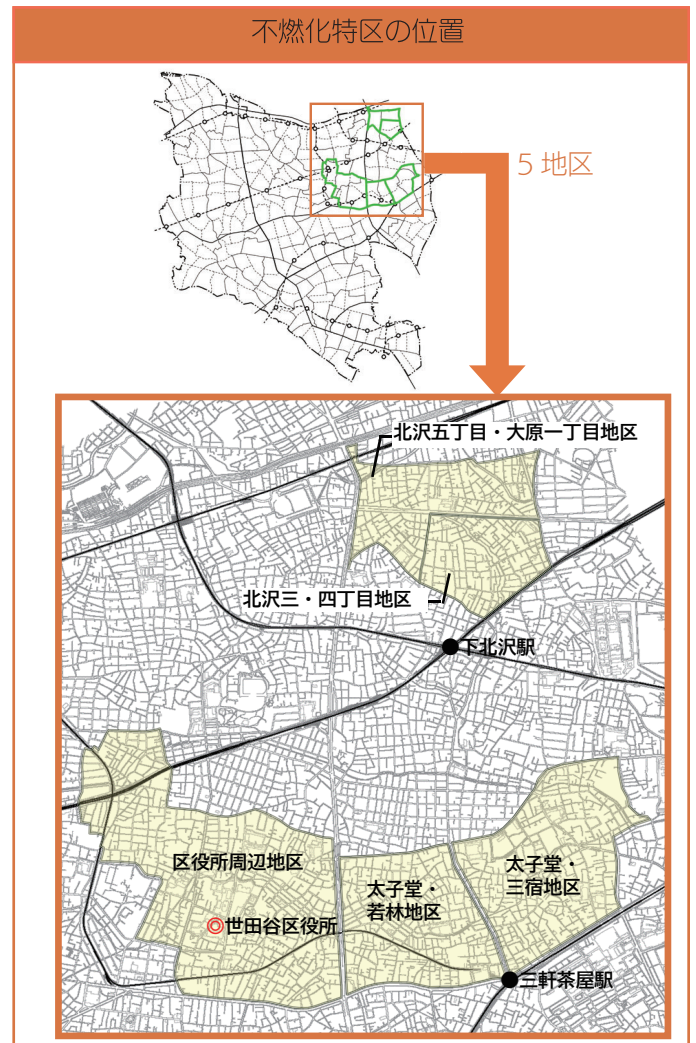 不燃化特区の位置
5 地区
北沢五丁目・大原一丁目地区
北沢三・四丁目地区
下北沢駅
区役所周辺地区
世田谷区役所
太子堂・
若林地区
太子堂・
三宿地区
三軒茶屋駅